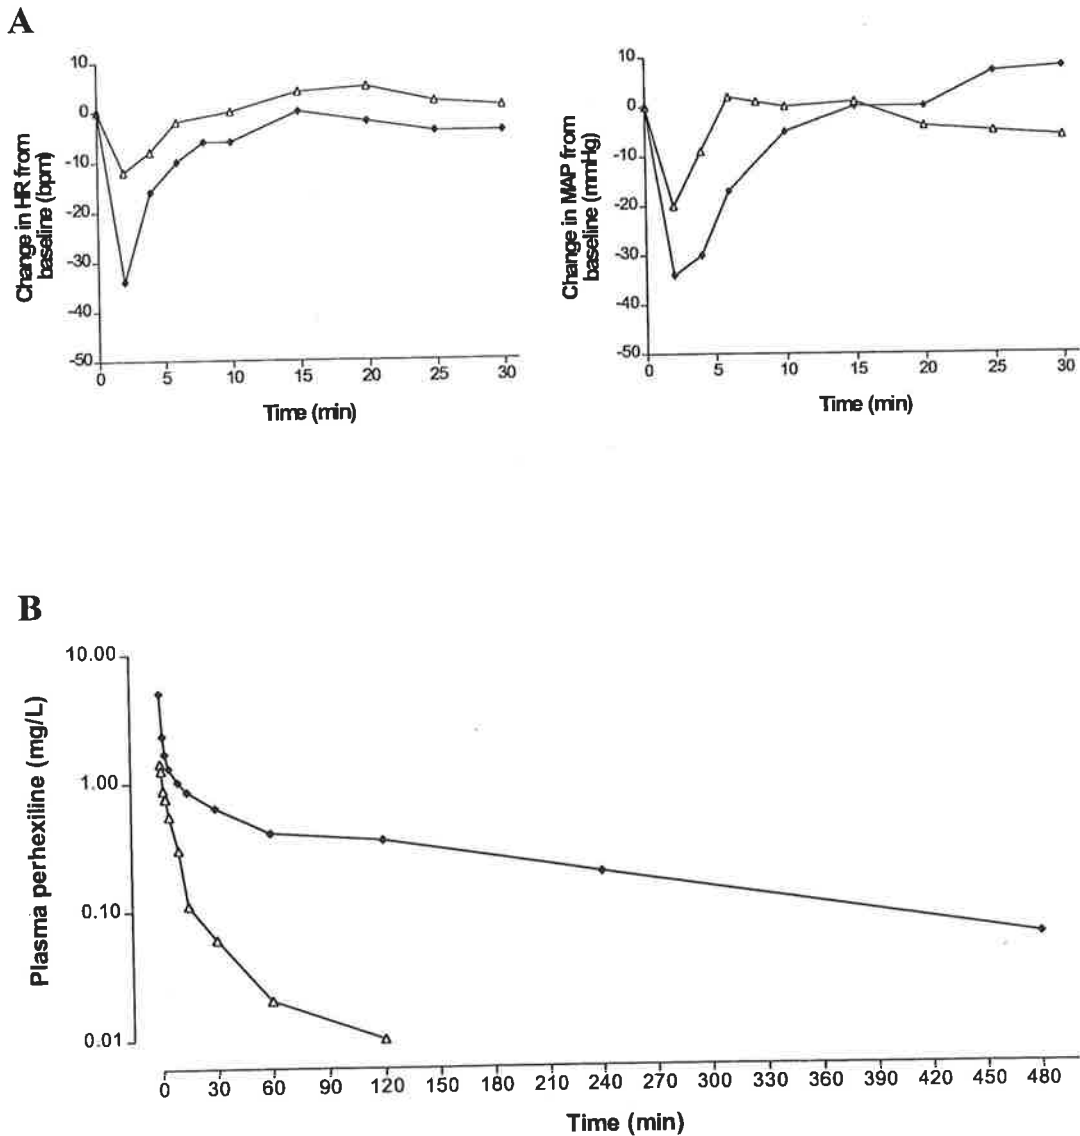 A
10
0
-10
-20
-30
-40
-50
Change in HR from
baseline (bpm)
0 5 10 15 20 25 30
Time (min)
10
0
-10
-20
-30
-40
-50
Change in MAP from
baseline (mmHg)
0 5 10 15 20 25 30
Time (min)
B
10.00
1.00
0.10
0.01
Plasma perhexiline (mg/L)
0 30 60 90 120 150 180 210 240 270 300 330 360 390 420 450 480
Time (min)